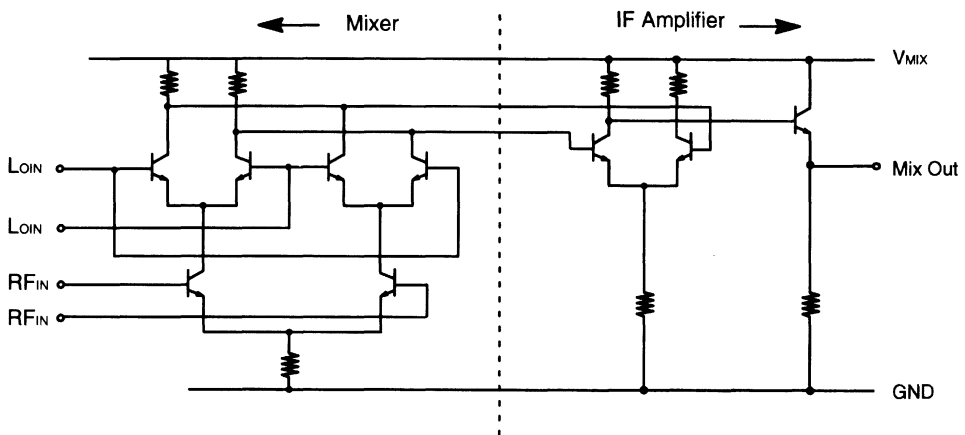 Mixer
IF Amplifier
VMIX
LOIN
Mix Out
LOIN
RFIN
RFIN
GND